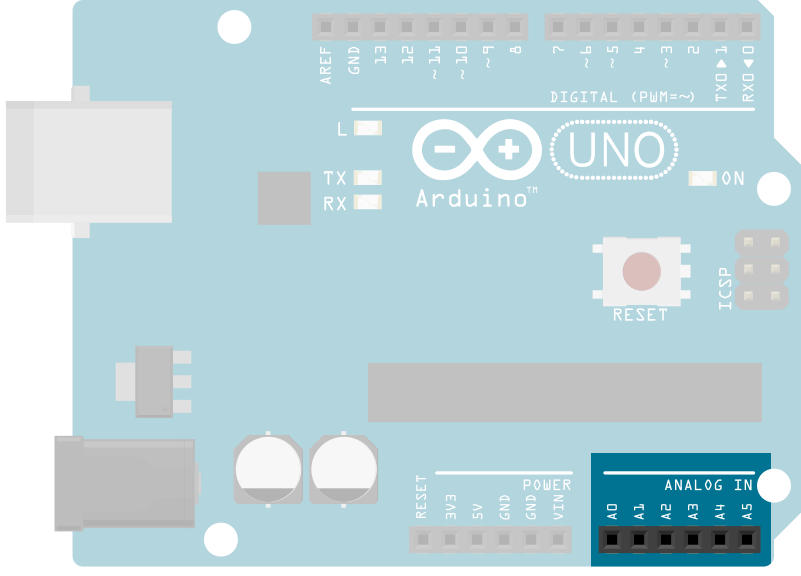 AREF
GND
13
12
~11
~10
~9
8
7
~6
~5
4
~3
2
TX0▶1
RX0◀0
DIGITAL (PWM=~)
L
TX
RX
UNO
Arduino™
ON
ICSP
RESET
POWER
RESET
3V3
5V
GND
GND
VIN
ANALOG IN
A0
A1
A2
A3
A4
A5